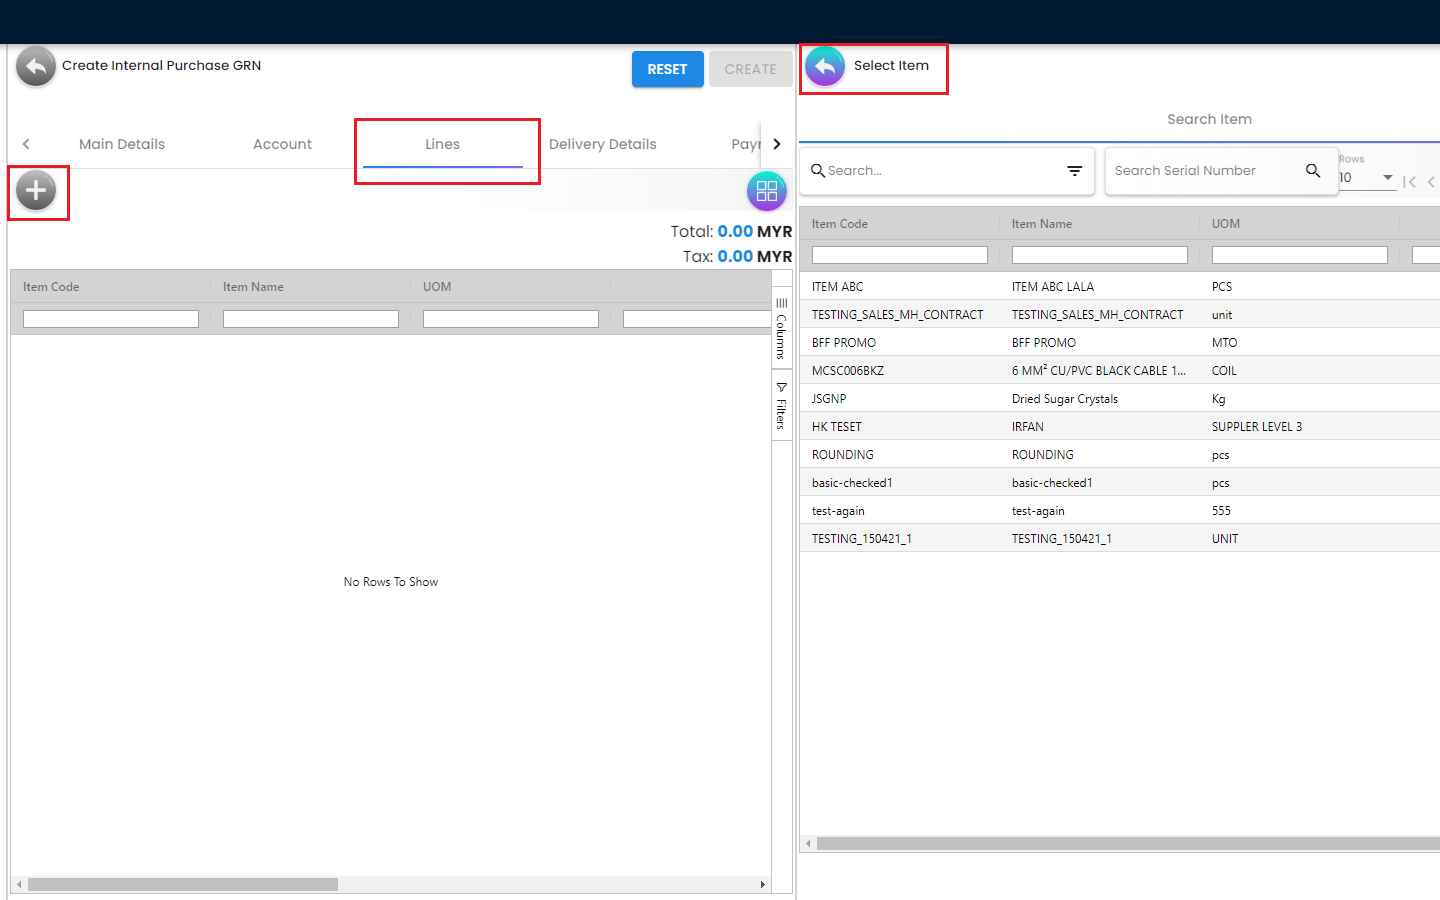 Create Internal Purchase GRN
RESET
CREATE
Main Details
Account
Lines
Delivery Details
Total: 0.00 MYR
Tax: 0.00 MYR
Item Code
Item Name
UOM
Columns
Filters
No Rows To Show
Select Item
Search Item
Search...
Search Serial Number
Rows
10
Item Code
Item Name
UOM
ITEM ABC
ITEM ABC LALA
PCS
TESTING_SALES_MH_CONTRACT
TESTING_SALES_MH_CONTRACT
unit
BFF PROMO
BFF PROMO
MTO
MCSC006BKZ
6 MM² CU/PVC BLACK CABLE 1...
COIL
JSGNP
Dried Sugar Crystals
Kg
HK TESET
IRFAN
SUPPLER LEVEL 3
ROUNDING
ROUNDING
pcs
basic-checked1
basic-checked1
pcs
test-again
test-again
555
TESTING_150421_1
TESTING_150421_1
UNIT